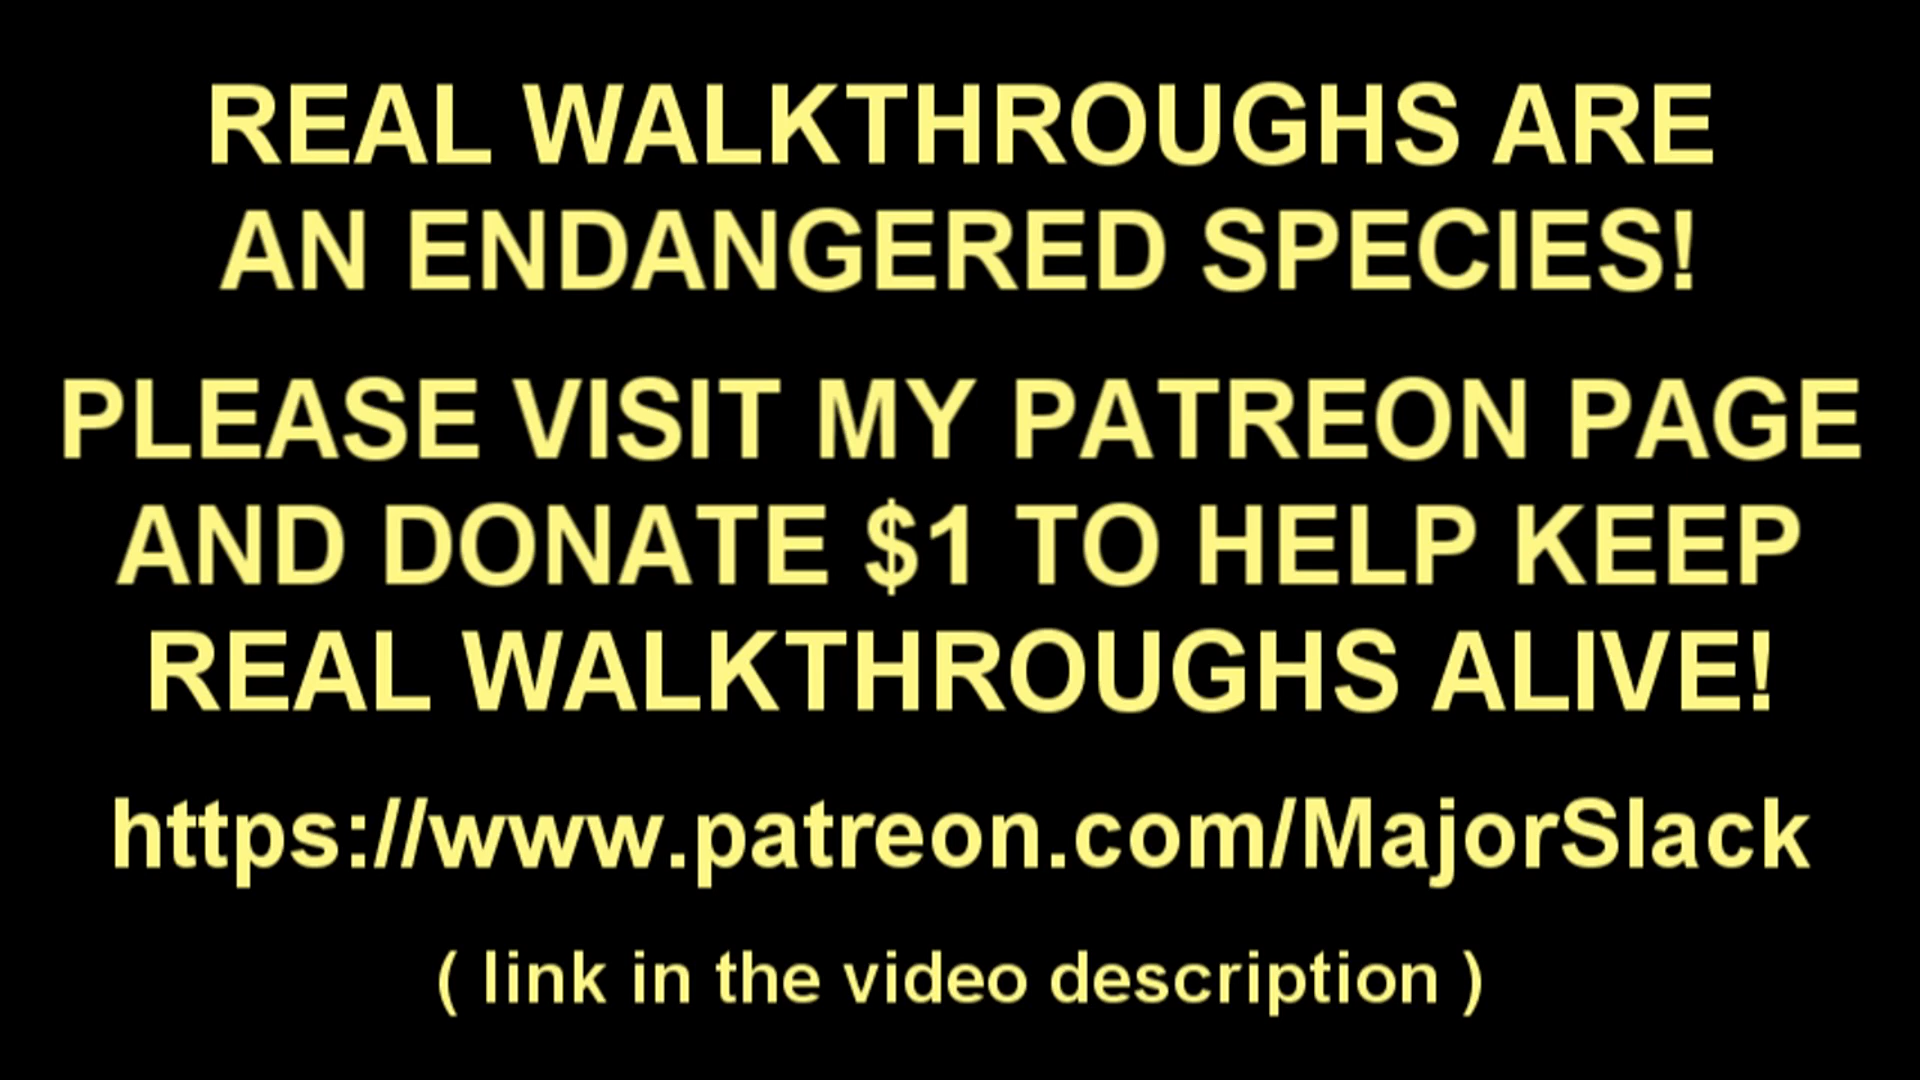 REAL WALKTHROUGHS ARE
AN ENDANGERED SPECIES!
PLEASE VISIT MY PATREON PAGE
AND DONATE $1 TO HELP KEEP
REAL WALKTHROUGHS ALIVE!
https://www.patreon.com/MajorSlack
( link in the video description )